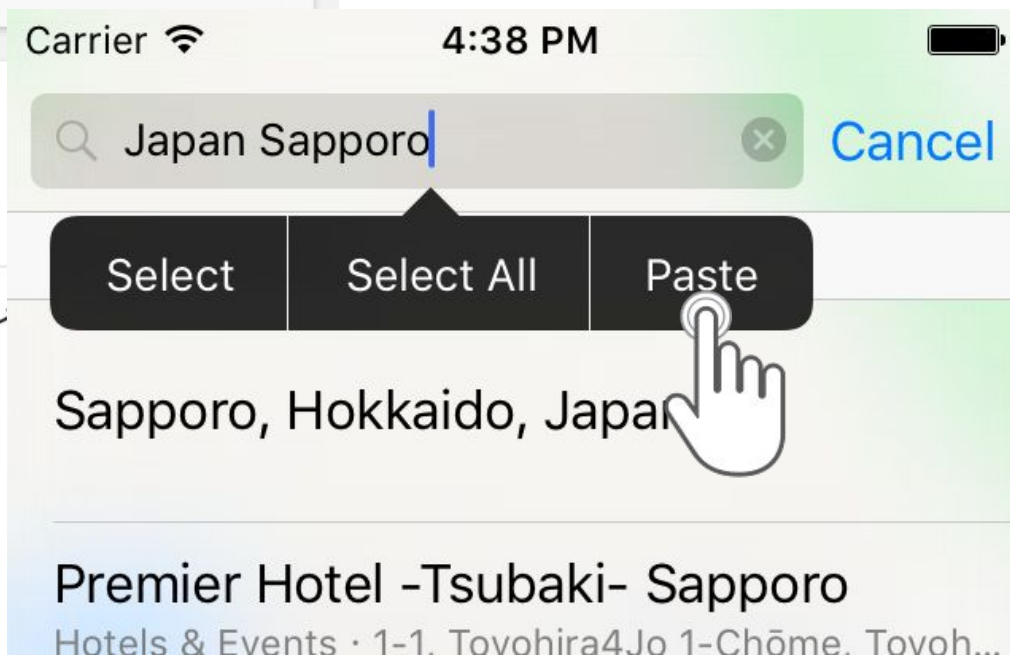 Carrier 4:38 PM
Japan Sapporo Cancel
Select Select All Paste
Sapporo, Hokkaido, Japan
Premier Hotel -Tsubaki- Sapporo
Hotels & Events · 1-1, Toyohira4Jo 1-Chōme, Toyoh...